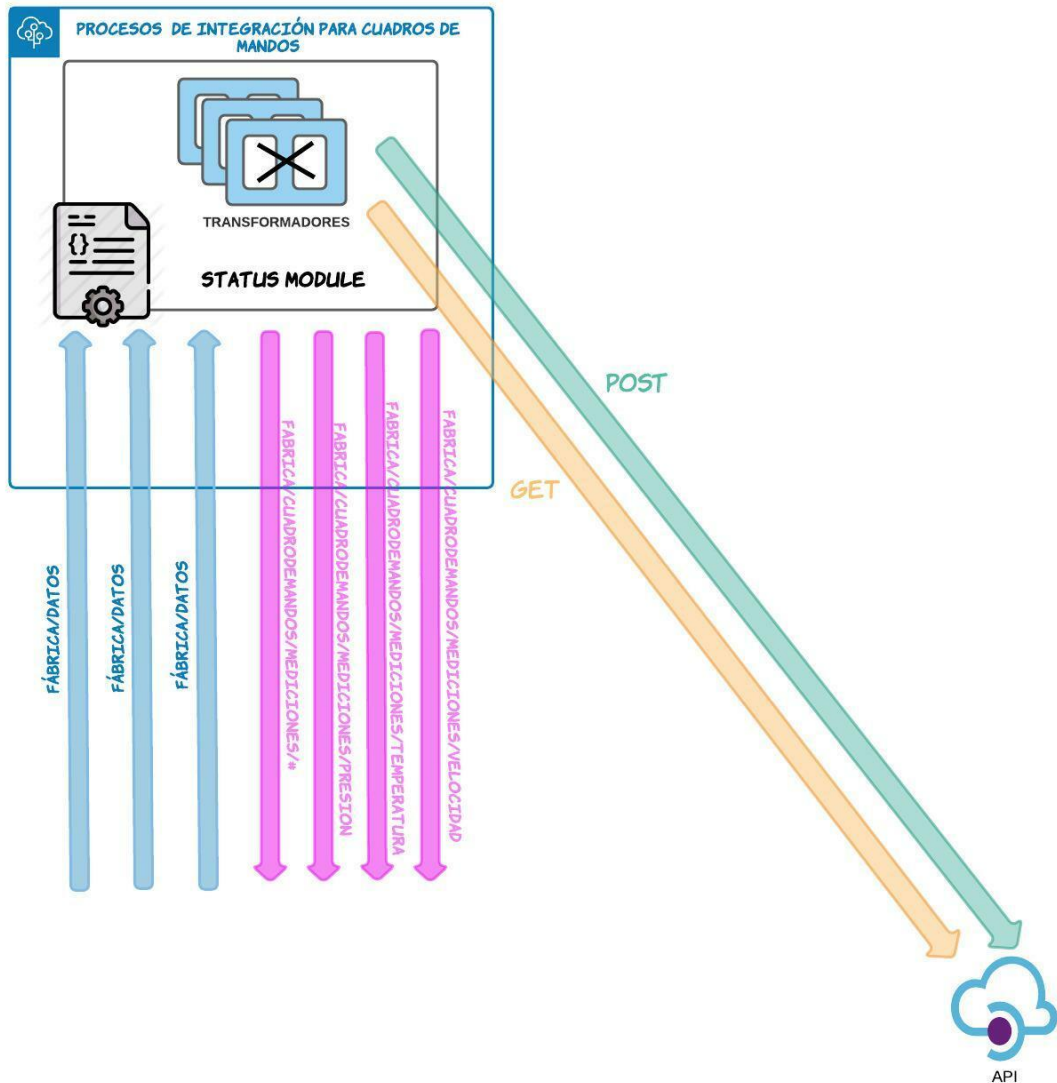 PROCESOS DE INTEGRACIÓN PARA CUADROS DE
MANDOS
{}
TRANSFORMADORES
STATUS MODULE
POST
GET
FÁBRICA/DATOS
FÁBRICA/DATOS
FÁBRICA/DATOS
FABRICA/CUADRODEMANDOS/MEDICIONES/#
FABRICA/CUADRODEMANDOS/MEDICIONES/PRESION
FABRICA/CUADRODEMANDOS/MEDICIONES/TEMPERATURA
FABRICA/CUADRODEMANDOS/MEDICIONES/VELOCIDAD
API